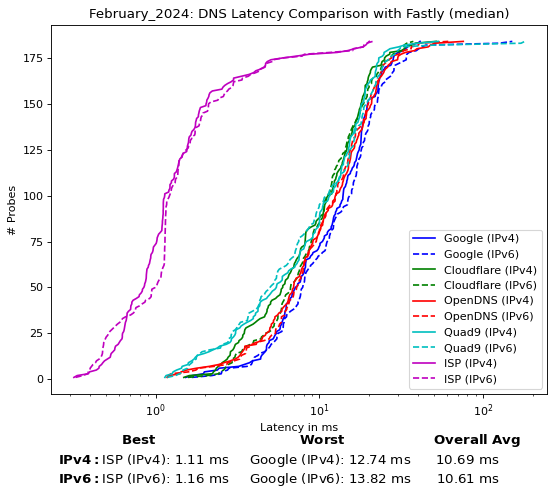 February_2024: DNS Latency Comparison with Fastly (median)
175
150
125
100
75
50
25
0
# Probes
Google (IPv4)
Google (IPv6)
Cloudflare (IPv4)
Cloudflare (IPv6)
OpenDNS (IPv4)
OpenDNS (IPv6)
Quad9 (IPv4)
Quad9 (IPv6)
ISP (IPv4)
ISP (IPv6)
10⁰ 10¹ 10²
Latency in ms
Best Worst Overall Avg
IPv4: ISP (IPv4): 1.11 ms Google (IPv4): 12.74 ms 10.69 ms
IPv6: ISP (IPv6): 1.16 ms Google (IPv6): 13.82 ms 10.61 ms